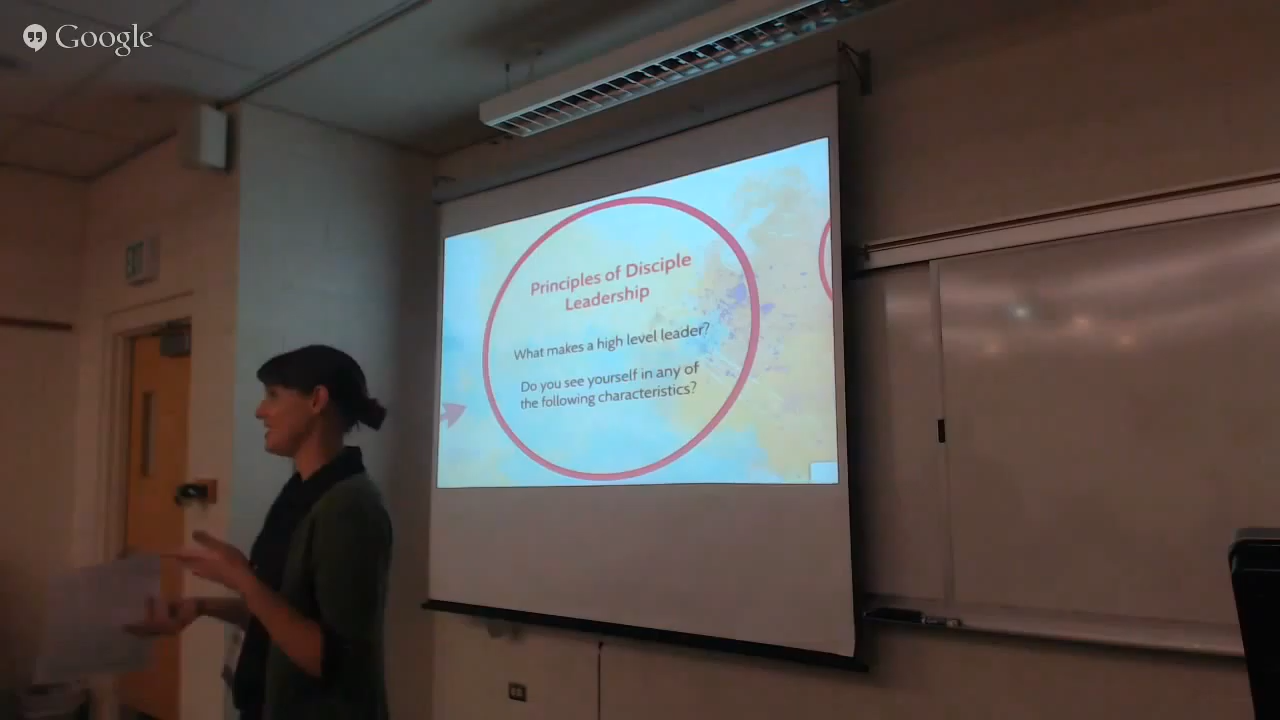 Google
EXIT
Principles of Disciple
Leadership
What makes a high level leader?
Do you see yourself in any of
the following characteristics?